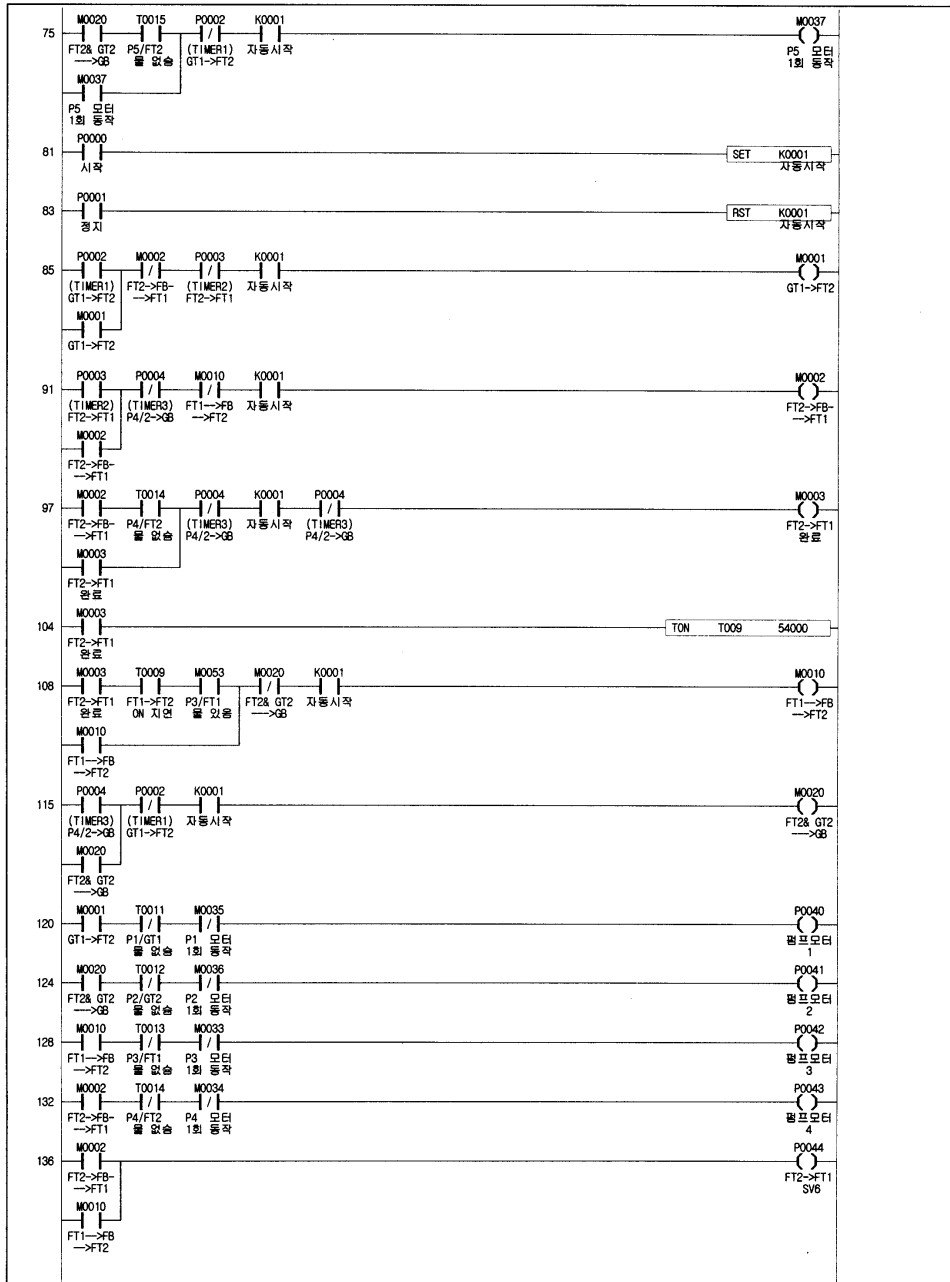 M0020 T0015 P0002 K0001 M0037
75
FT2& GT2 P5/FT2 (TIMER1) 자동시작 P5 모터
--->GB 물 없슴 GT1->FT2 1회 동작
M0037
P5 모터
1회 동작
P0000
81 SET K0001
시작 자동시작
P0001
83 RST K0001
정지 자동시작
P0002 M0002 P0003 K0001 M0001
85
(TIMER1) FT2->FB- (TIMER2) 자동시작 GT1->FT2
GT1->FT2 -->FT1 FT2->FT1
M0001
GT1->FT2
P0003 P0004 M0010 K0001 M0002
91
(TIMER2) (TIMER3) FT1-->FB 자동시작 FT2->FB-
FT2->FT1 P4/2->GB -->FT2 -->FT1
M0002
FT2->FB-
-->FT1
M0002 T0014 P0004 K0001 P0004 M0003
97
FT2->FB- P4/FT2 (TIMER3) 자동시작 (TIMER3) FT2->FT1
-->FT1 물 없슴 P4/2->GB P4/2->GB 완료
M0003
FT2->FT1
완료
M0003
104 TON T009 54000
FT2->FT1
완료
M0003 T0009 M0053 M0020 K0001 M0010
108
FT2->FT1 FT1->FT2 P3/FT1 FT2& GT2 자동시작 FT1-->FB
완료 ON 지연 물 있음 --->GB -->FT2
M0010
FT1-->FB
-->FT2
P0004 P0002 K0001 M0020
115
(TIMER3) (TIMER1) 자동시작 FT2& GT2
P4/2->GB GT1->FT2 --->GB
M0020
FT2& GT2
--->GB
M0001 T0011 M0035 P0040
120
GT1->FT2 P1/GT1 P1 모터 펌프모터
물 없슴 1회 동작 1
M0020 T0012 M0036 P0041
124
FT2& GT2 P2/GT2 P2 모터 펌프모터
--->GB 물 없슴 1회 동작 2
M0010 T0013 M0033 P0042
128
FT1-->FB P3/FT1 P3 모터 펌프모터
-->FT2 물 없슴 1회 동작 3
M0002 T0014 M0034 P0043
132
FT2->FB- P4/FT2 P4 모터 펌프모터
-->FT1 물 없슴 1회 동작 4
M0002 P0044
136
FT2->FB- FT2->FT1
-->FT1 SV6
M0010
FT1-->FB
-->FT2